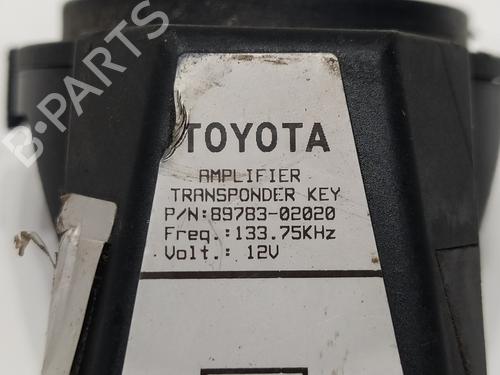 B-PARTS
TOYOTA
AMPLIFIER
TRANSPONDER KEY
P/N:89783-02020
Freq.:133.75KHz
Volt.: 12V